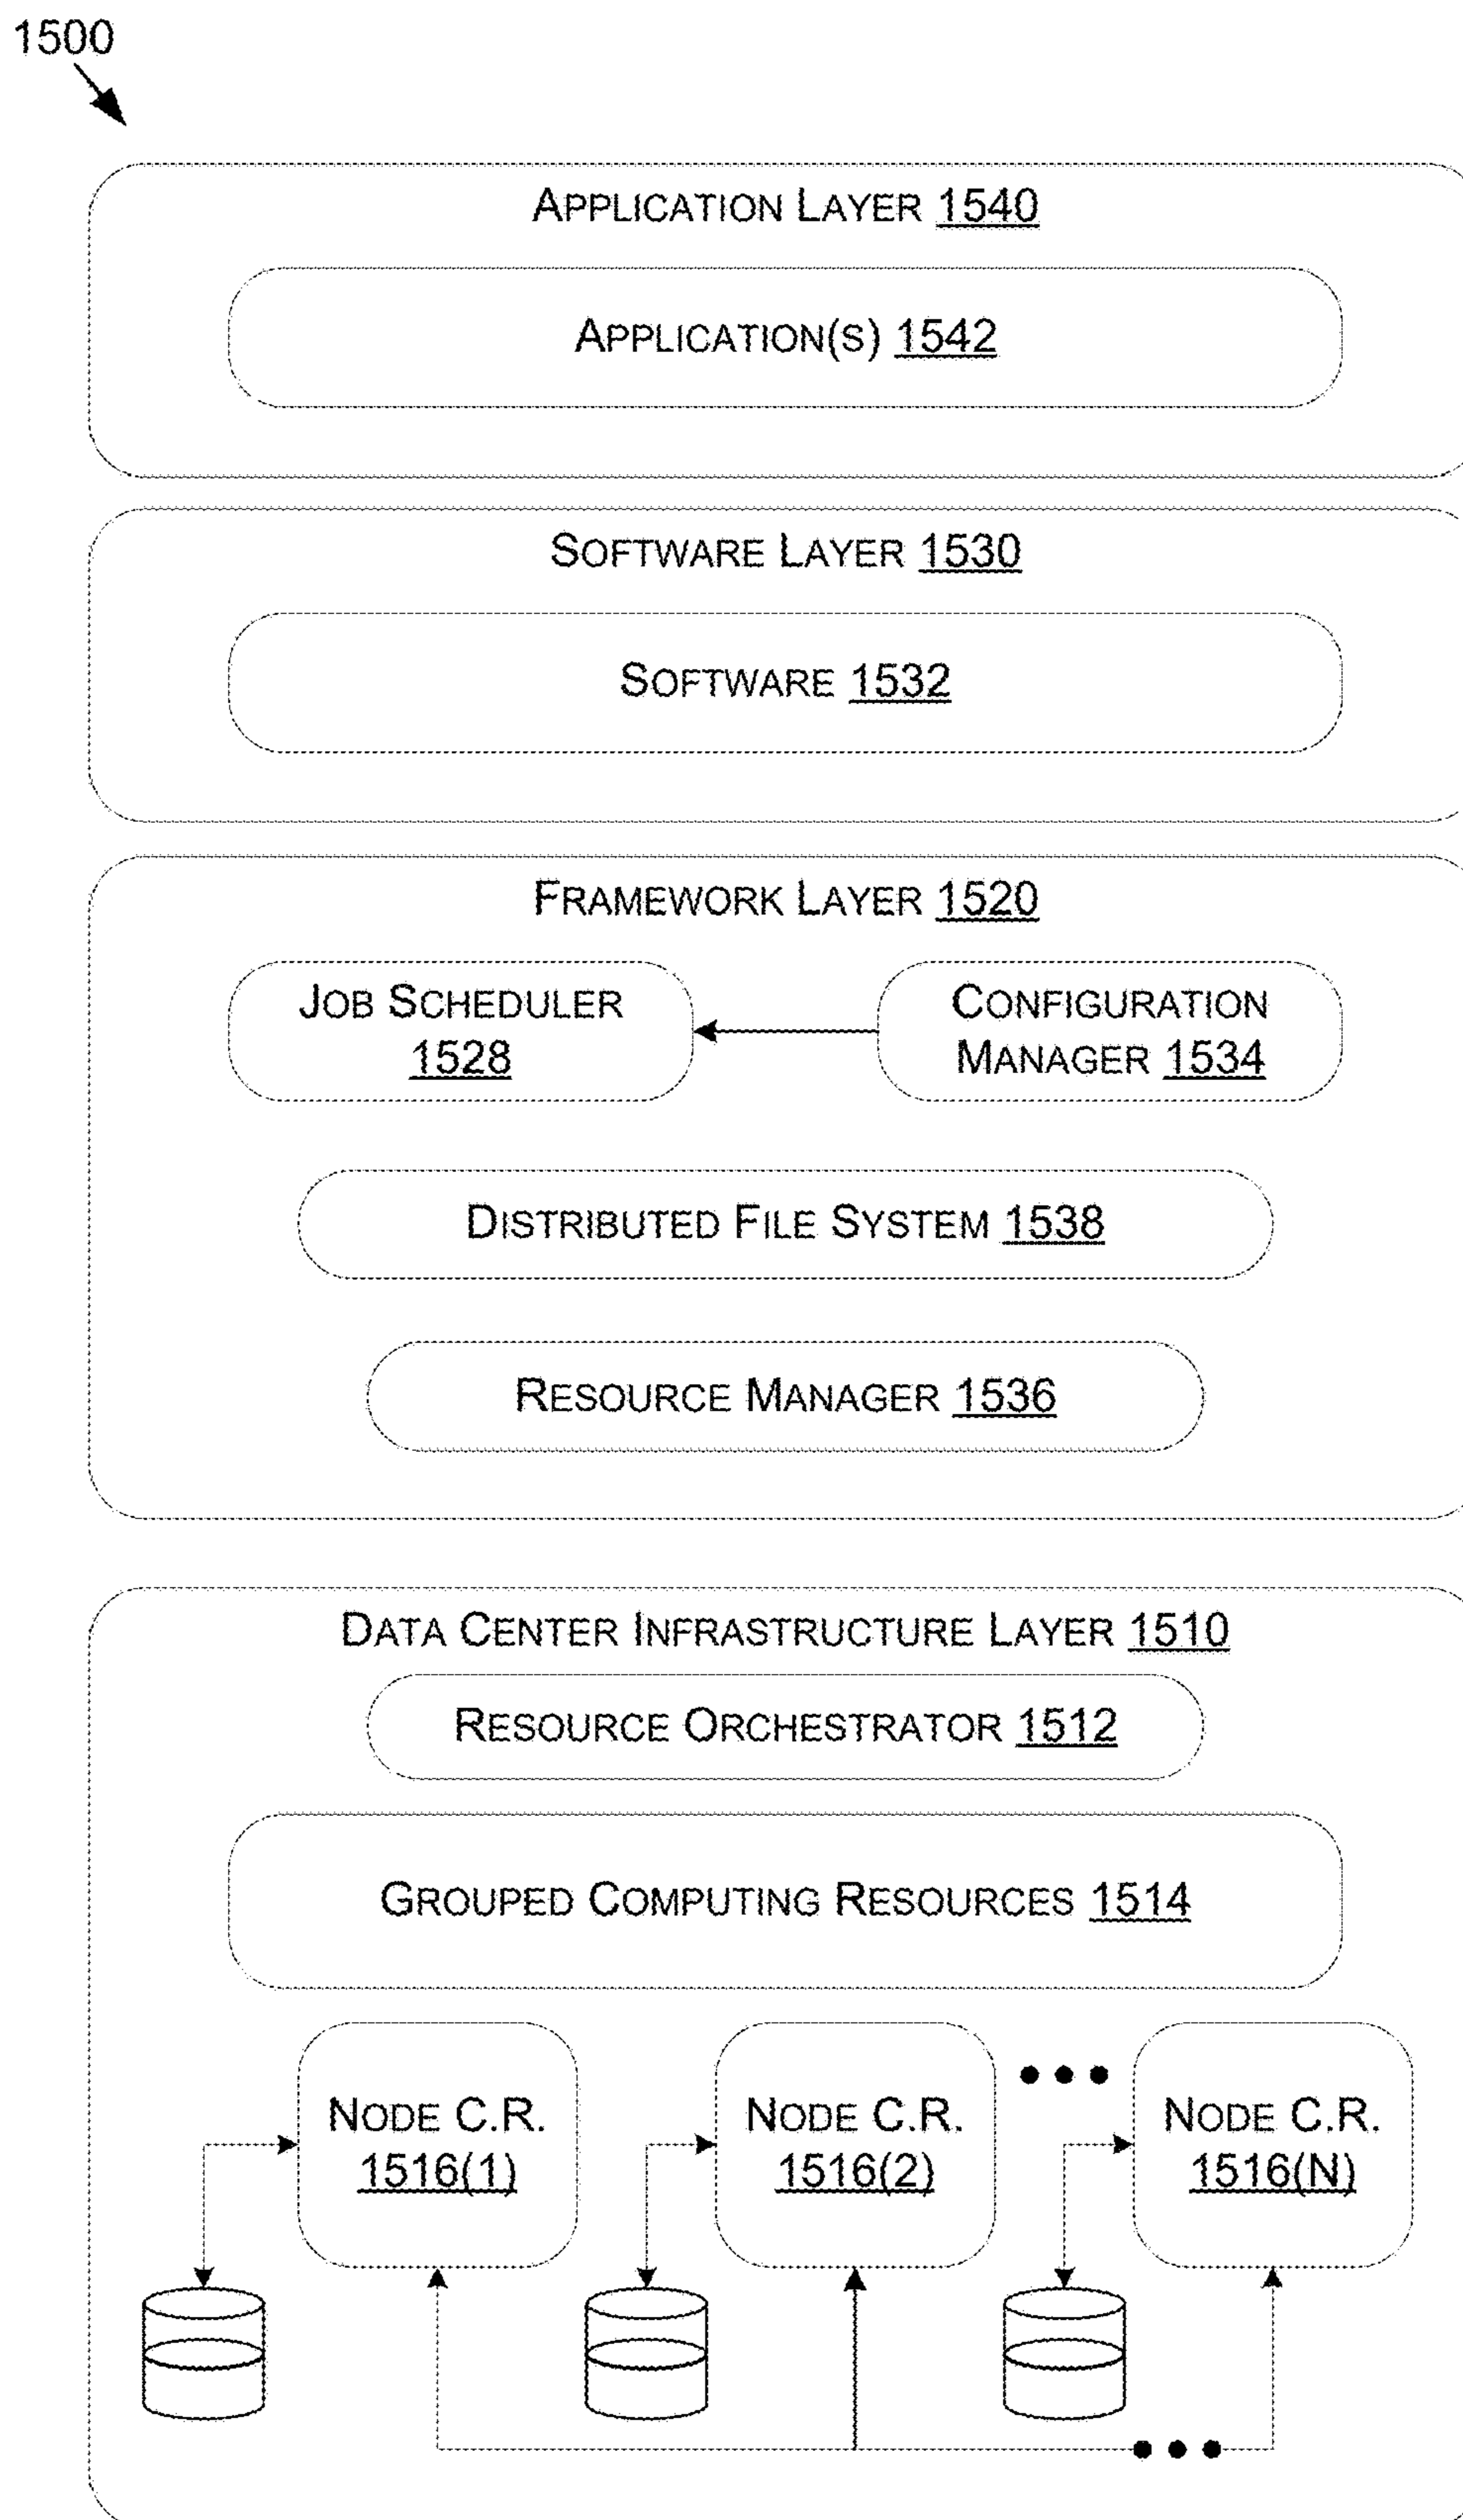 1500
APPLICATION LAYER 1540
APPLICATION(S) 1542
SOFTWARE LAYER 1530
SOFTWARE 1532
FRAMEWORK LAYER 1520
JOB SCHEDULER
1528
CONFIGURATION
MANAGER 1534
DISTRIBUTED FILE SYSTEM 1538
RESOURCE MANAGER 1536
DATA CENTER INFRASTRUCTURE LAYER 1510
RESOURCE ORCHESTRATOR 1512
GROUPED COMPUTING RESOURCES 1514
NODE C.R.
1516(1)
NODE C.R.
1516(2)
NODE C.R.
1516(N)